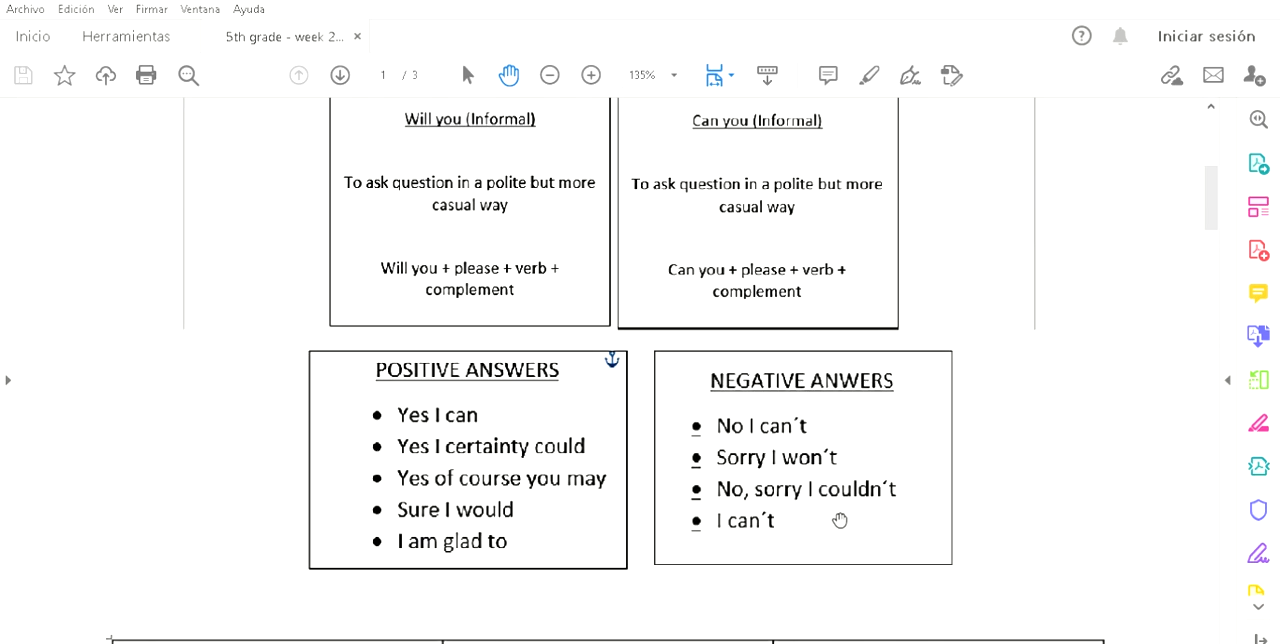 Archivo Edición Ver Firmar Ventana Ayuda
Inicio Herramientas 5th grade - week 2... × Iniciar sesión
1 / 3 135%
Will you (Informal)
To ask question in a polite but more
casual way
Will you + please + verb +
complement
Can you (Informal)
To ask question in a polite but more
casual way
Can you + please + verb +
complement
POSITIVE ANSWERS
• Yes I can
• Yes I certainty could
• Yes of course you may
• Sure I would
• I am glad to
NEGATIVE ANWERS
• No I can´t
• Sorry I won´t
• No, sorry I couldn´t
• I can´t